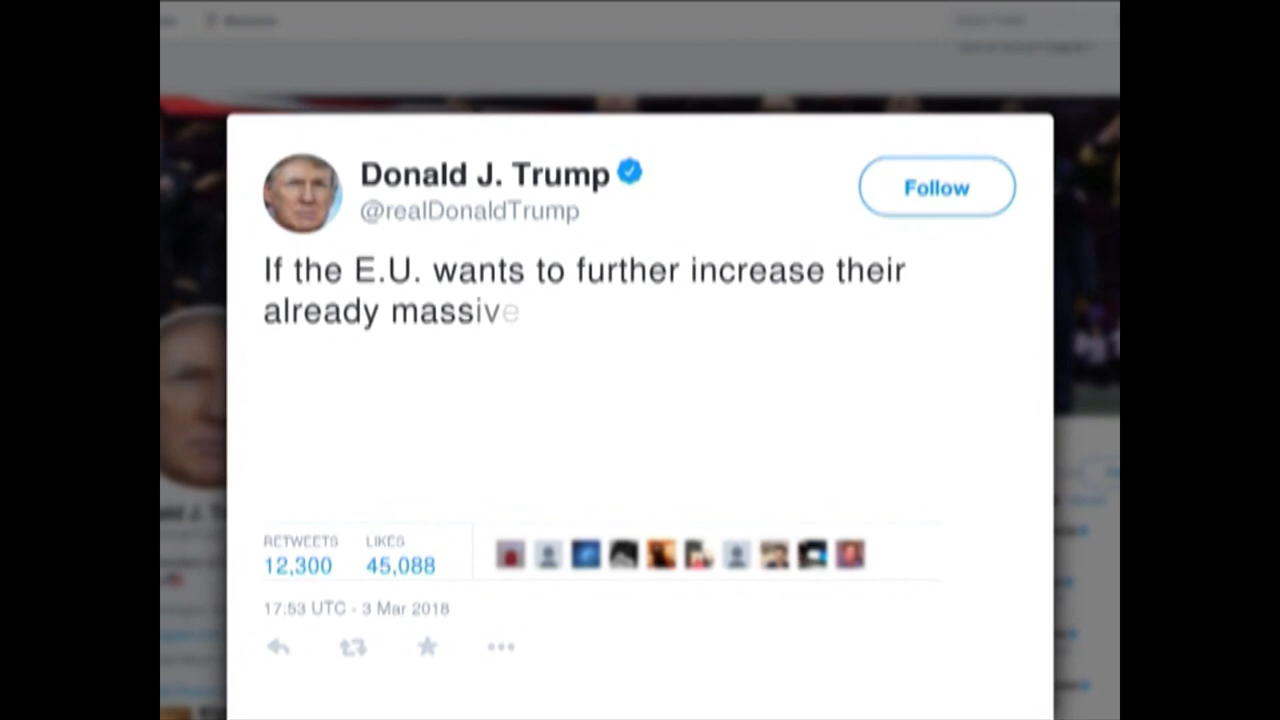 Donald J. Trump
@realDonaldTrump
Follow
If the E.U. wants to further increase their
already massive
RETWEETS LIKES
12,300 45,088
17:53 UTC - 3 Mar 2018